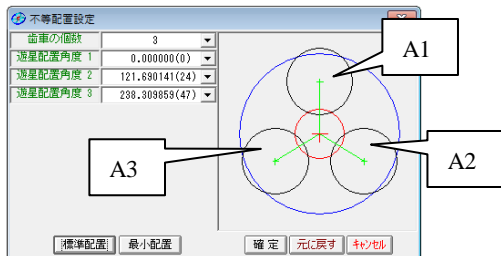 不等配置設定
歯車の個数 3
遊星配置角度 1 0.000000(0)
遊星配置角度 2 121.690141(24)
遊星配置角度 3 238.309859(47)
A1
A2
A3
標準配置 最小配置 確 定 元に戻す キャンセル